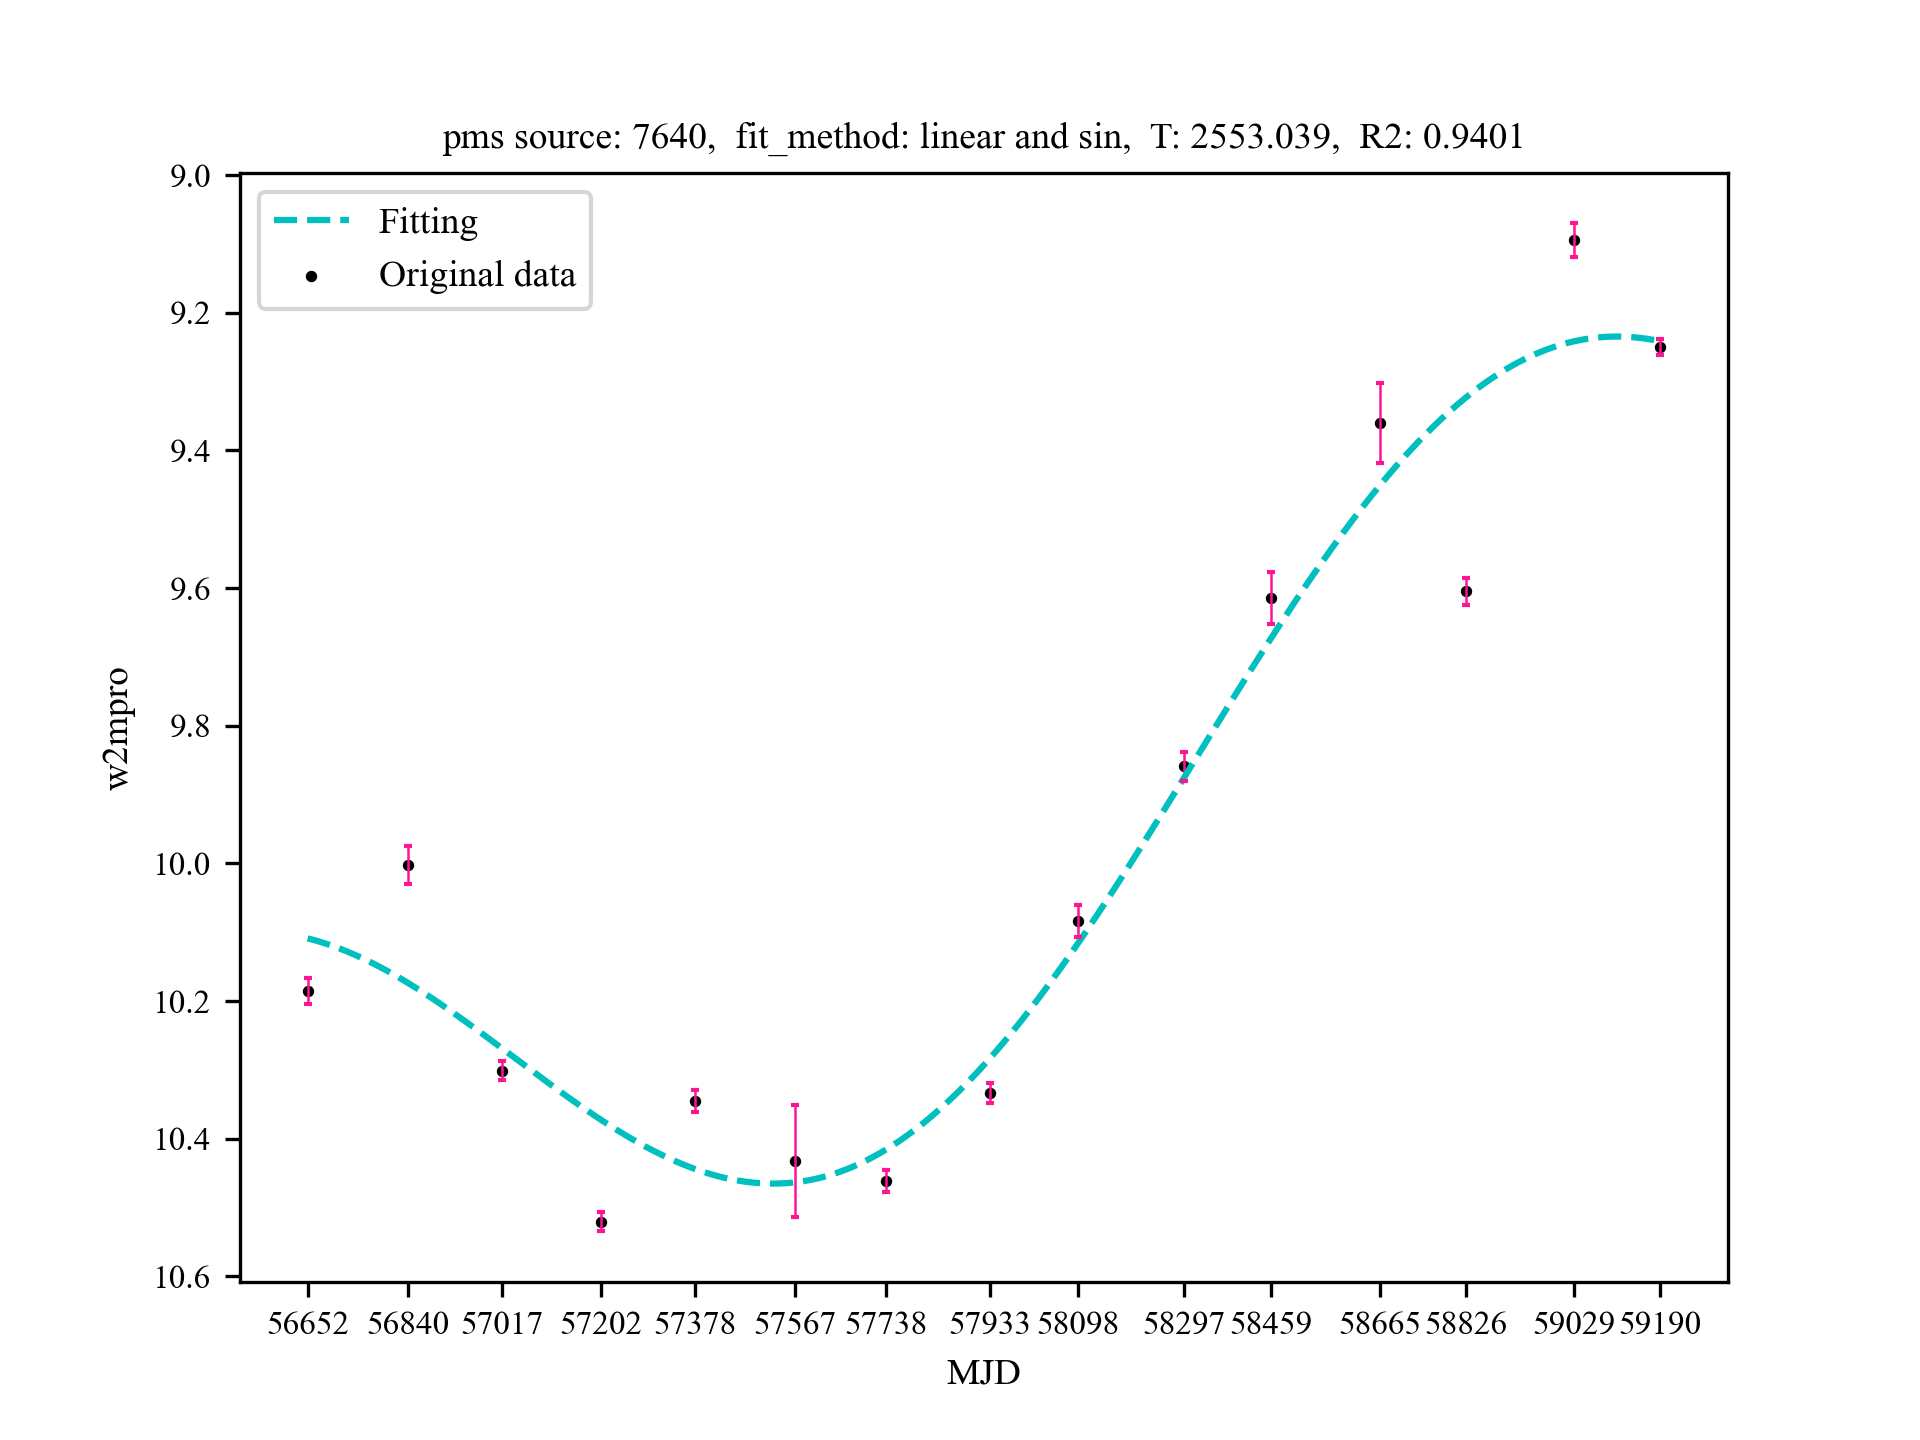 pms source: 7640,  fit_method: linear and sin,  T: 2553.039,  R2: 0.9401
Fitting
Original data
9.0
9.2
9.4
9.6
9.8
10.0
10.2
10.4
10.6
w2mpro
56652 56840 57017 57202 57378 57567 57738 57933 58098 58297 58459 58665 58826 59029 59190
MJD